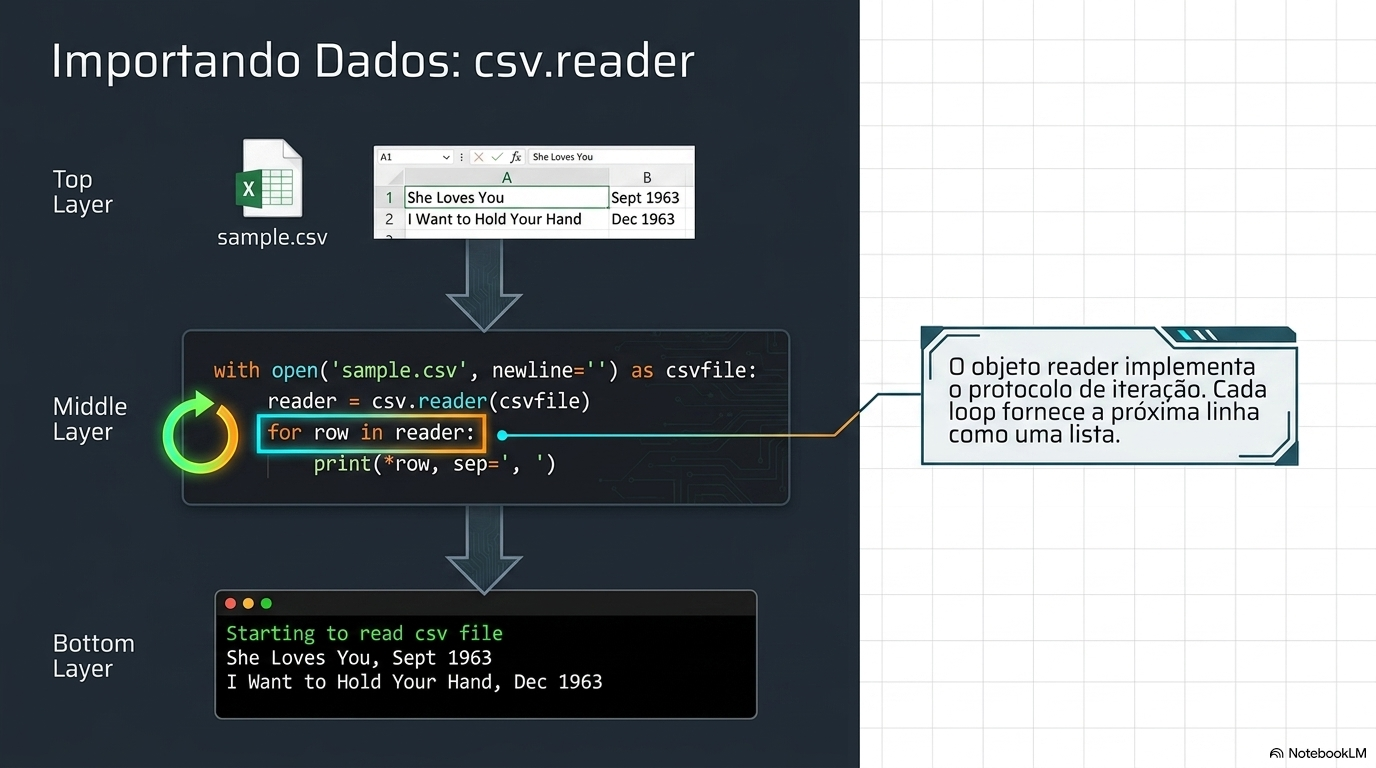 Importando Dados: csv.reader
Top
Layer
X
sample.csv
A1
fx
She Loves You
A
B
1
She Loves You
Sept 1963
2
I Want to Hold Your Hand
Dec 1963
Middle
Layer
with open('sample.csv', newline='') as csvfile:
reader = csv.reader(csvfile)
for row in reader:
print(*row, sep=', ')
O objeto reader implementa
o protocolo de iteração. Cada
loop fornece a próxima linha
como uma lista.
Bottom
Layer
Starting to read csv file
She Loves You, Sept 1963
I Want to Hold Your Hand, Dec 1963
NotebookLM